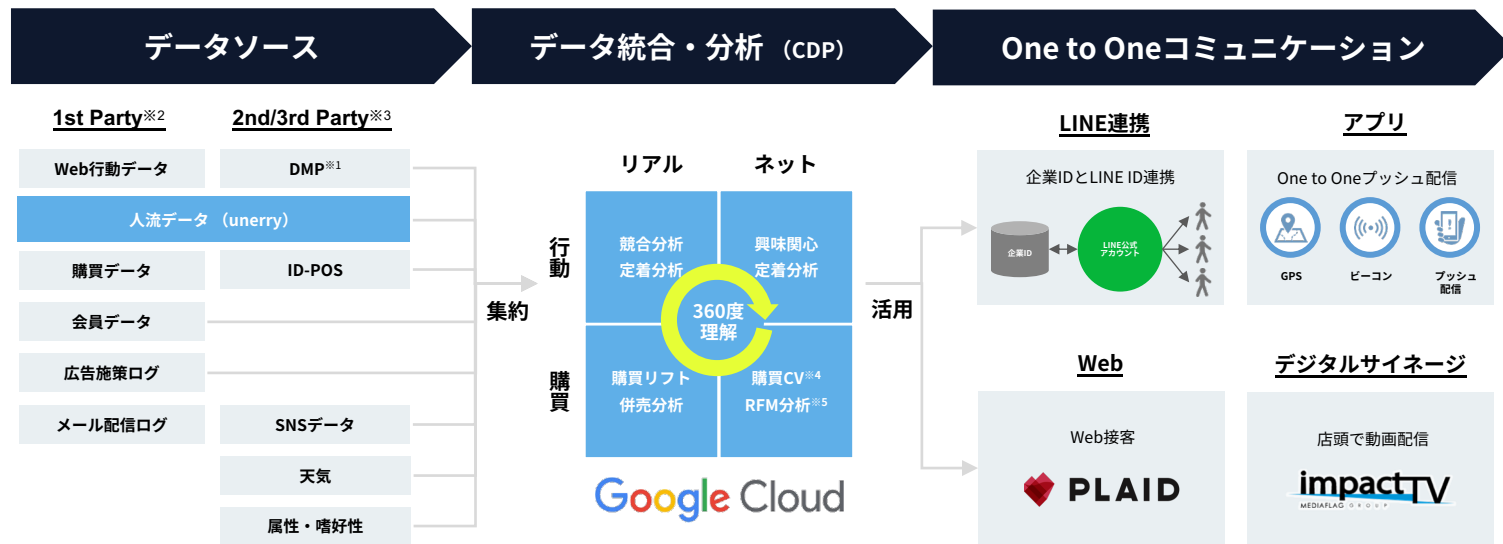 データソース
データ統合・分析 （CDP）
One to Oneコミュニケーション
1st Party※2
2nd/3rd Party※3
Web行動データ
DMP※1
人流データ （unerry）
購買データ
ID-POS
会員データ
広告施策ログ
メール配信ログ
SNSデータ
天気
属性・嗜好性
集約
リアル
ネット
行動
購買
競合分析
定着分析
興味関心
定着分析
360度
理解
購買リフト
併売分析
購買CV※4
RFM分析※5
Google Cloud
活用
LINE連携
企業IDとLINE ID連携
企業ID
LINE公式
アカウント
アプリ
One to Oneプッシュ配信
GPS
ビーコン
プッシュ
配信
Web
Web接客
PLAID
デジタルサイネージ
店頭で動画配信
impactTV
MEDIAFLAG GROUP